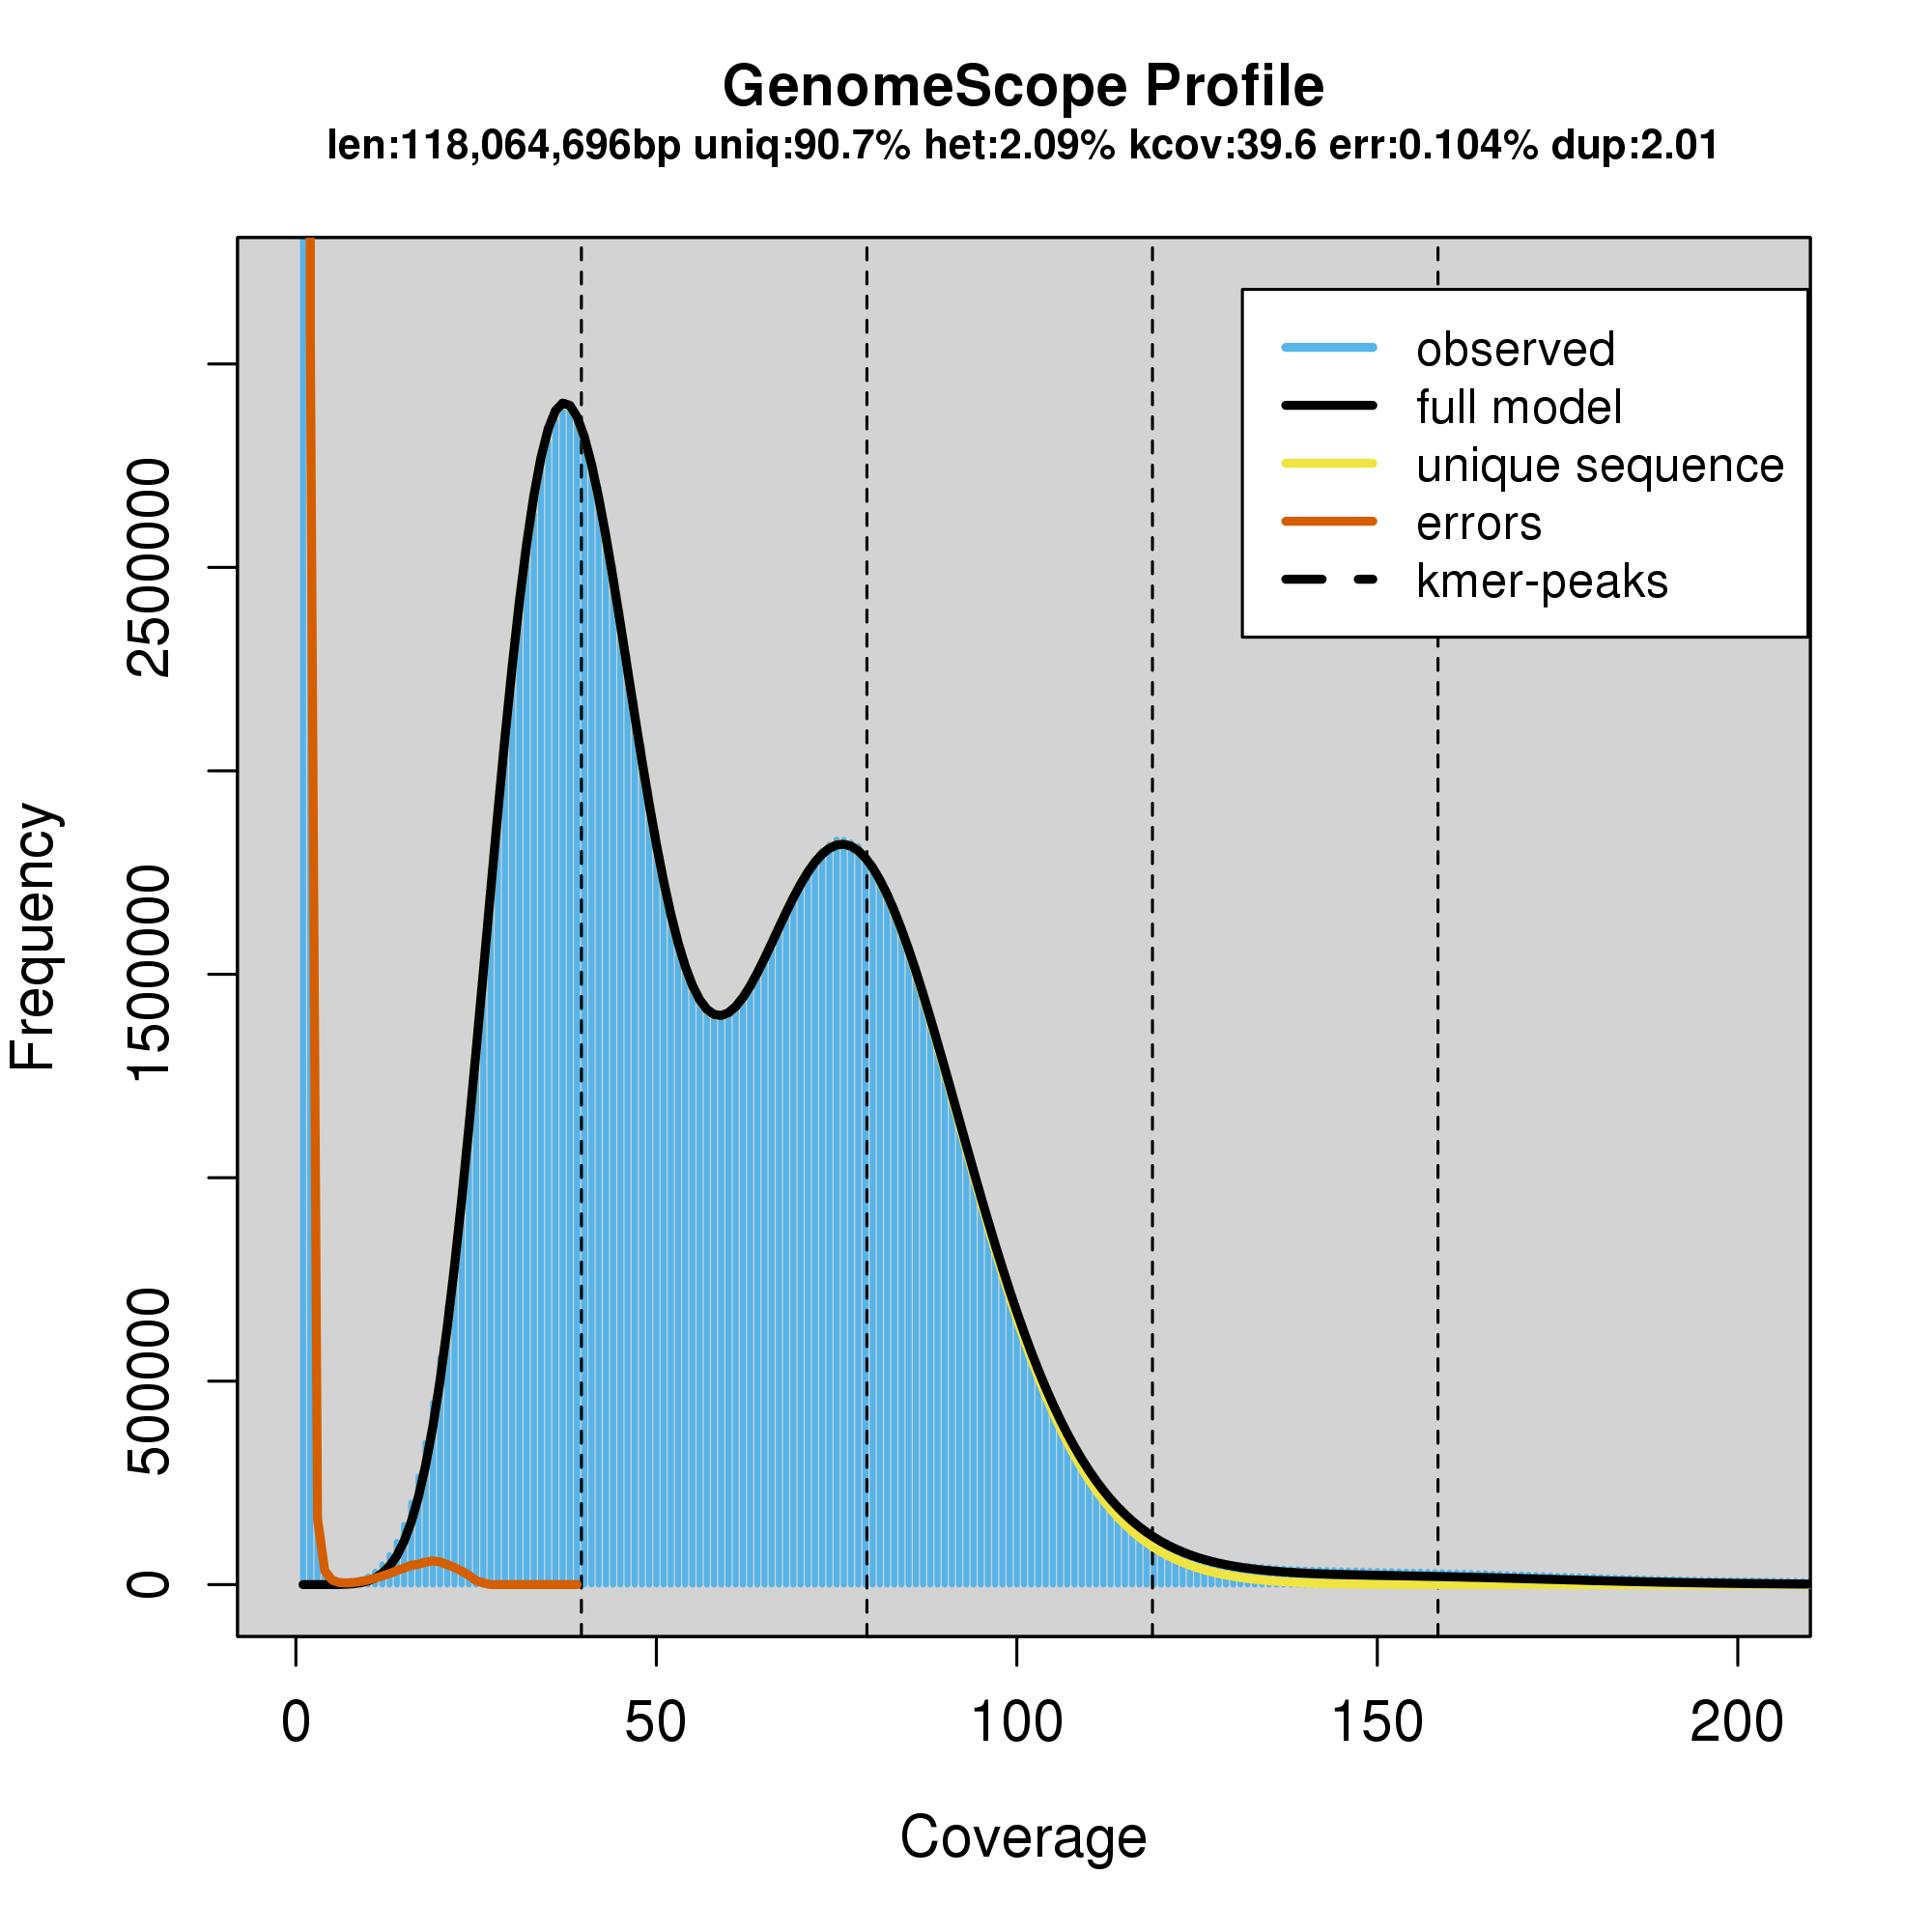 GenomeScope Profile
len:118,064,696bp uniq:90.7% het:2.09% kcov:39.6 err:0.104% dup:2.01
observed
full model
unique sequence
errors
kmer-peaks
Frequency
2500000
1500000
500000
0
0 50 100 150 200
Coverage